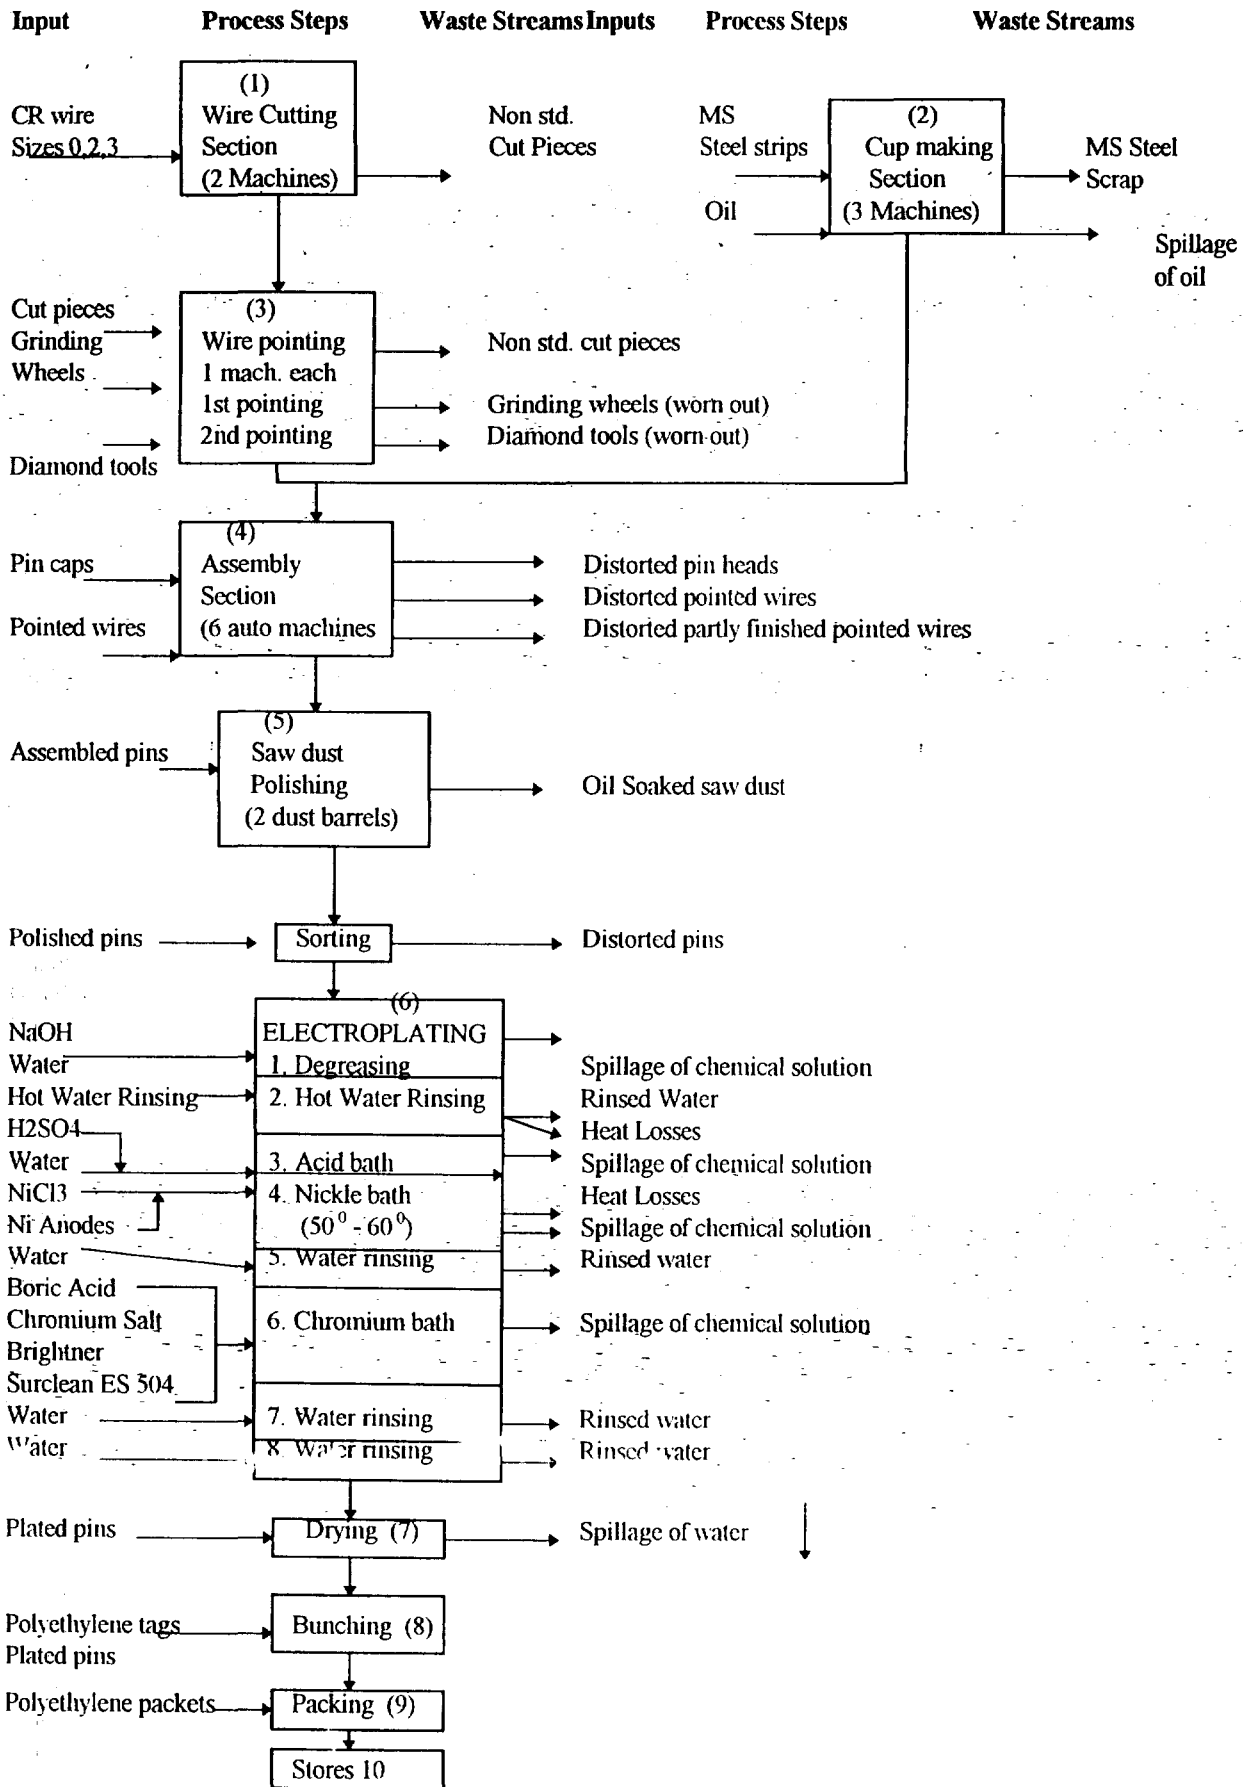 Input Process Steps Waste Streams Inputs Process Steps Waste Streams
(1)
CR wire
Sizes 0,2,3
Wire Cutting
Section
(2 Machines)
Non std.
Cut Pieces
MS
Steel strips
Oil
(2)
Cup making
Section
(3 Machines)
MS Steel
Scrap
Spillage
of oil
Cut pieces
Grinding
Wheels
Diamond tools
(3)
Wire pointing
1 mach. each
1st pointing
2nd pointing
Non std. cut pieces
Grinding wheels (worn out)
Diamond tools (worn out)
Pin caps
Pointed wires
(4)
Assembly
Section
(6 auto machines
Distorted pin heads
Distorted pointed wires
Distorted partly finished pointed wires
Assembled pins
(5)
Saw dust
Polishing
(2 dust barrels)
Oil Soaked saw dust
Polished pins
Sorting
Distorted pins
(6)
ELECTROPLATING
NaOH
Water
1. Degreasing
Spillage of chemical solution
Hot Water Rinsing
2. Hot Water Rinsing
Rinsed Water
Heat Losses
H2SO4
Water
3. Acid bath
Spillage of chemical solution
NiCl3
Ni Anodes
4. Nickle bath
(50⁰ - 60⁰)
Heat Losses
Spillage of chemical solution
Water
5. Water rinsing
Rinsed water
Boric Acid
Chromium Salt
Brightner
Surclean ES 304
6. Chromium bath
Spillage of chemical solution
Water
7. Water rinsing
Rinsed water
Water
8. Water rinsing
Rinsed water
Plated pins
Drying (7)
Spillage of water
Polyethylene tags
Plated pins
Bunching (8)
Polyethylene packets
Packing (9)
Stores 10